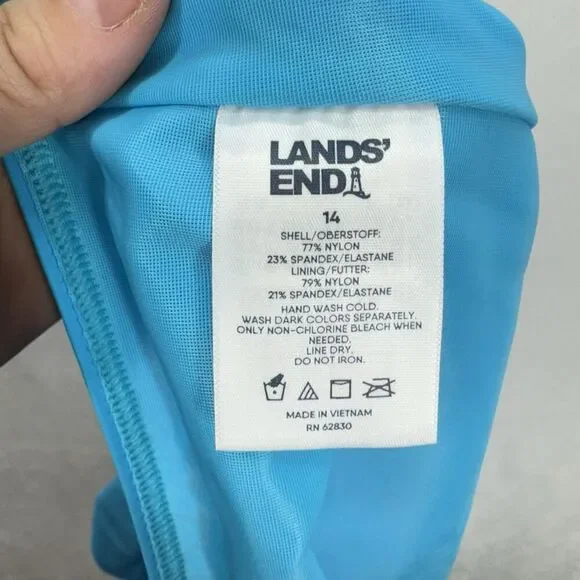 LANDS'
END
14
SHELL/OBERSTOFF:
77% NYLON
23% SPANDEX/ELASTANE
LINING/FUTTER:
79% NYLON
21% SPANDEX/ELASTANE
HAND WASH COLD.
WASH DARK COLORS SEPARATELY.
ONLY NON-CHLORINE BLEACH WHEN
NEEDED,
LINE DRY,
DO NOT IRON.
MADE IN VIETNAM
RN 62830